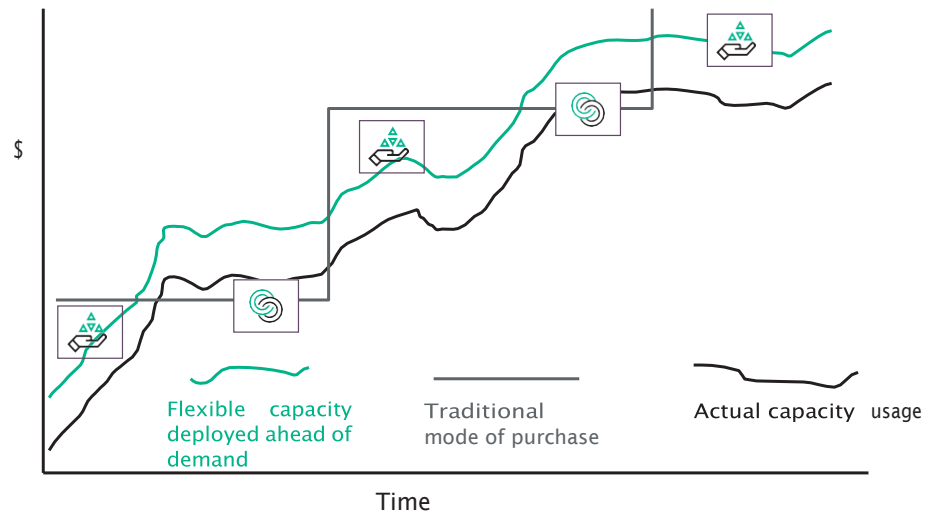 $
Flexible capacity
deployed ahead of
demand
Traditional
mode of purchase
Actual capacity usage
Time